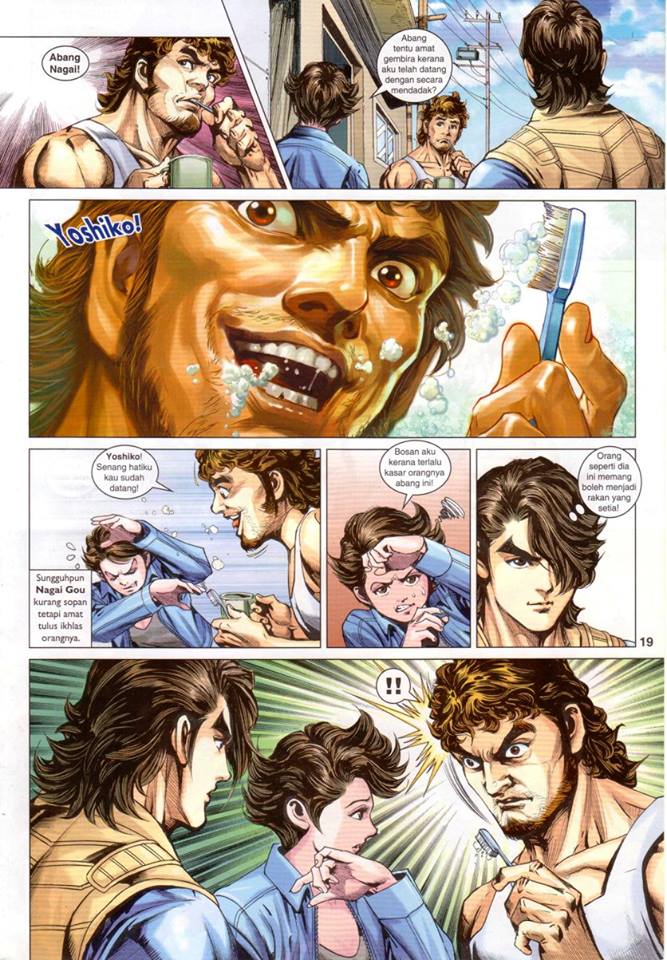 Abang
Nagai!
Abang
tentu amat
gembira kerana
aku telah datang
dengan secara
mendadak?
Yoshiko!
Yoshiko!
Senang hatiku
kau sudah
datang!
Sungguhpun
Nagai Gou
kurang sopan
tetapi amat
tulus ikhlas
orangnya.
Bosan aku
kerana terlalu
kasar orangnya
abang ini!
Orang
seperti dia
ini memang
boleh menjadi
rakan yang
setia!
19
!!